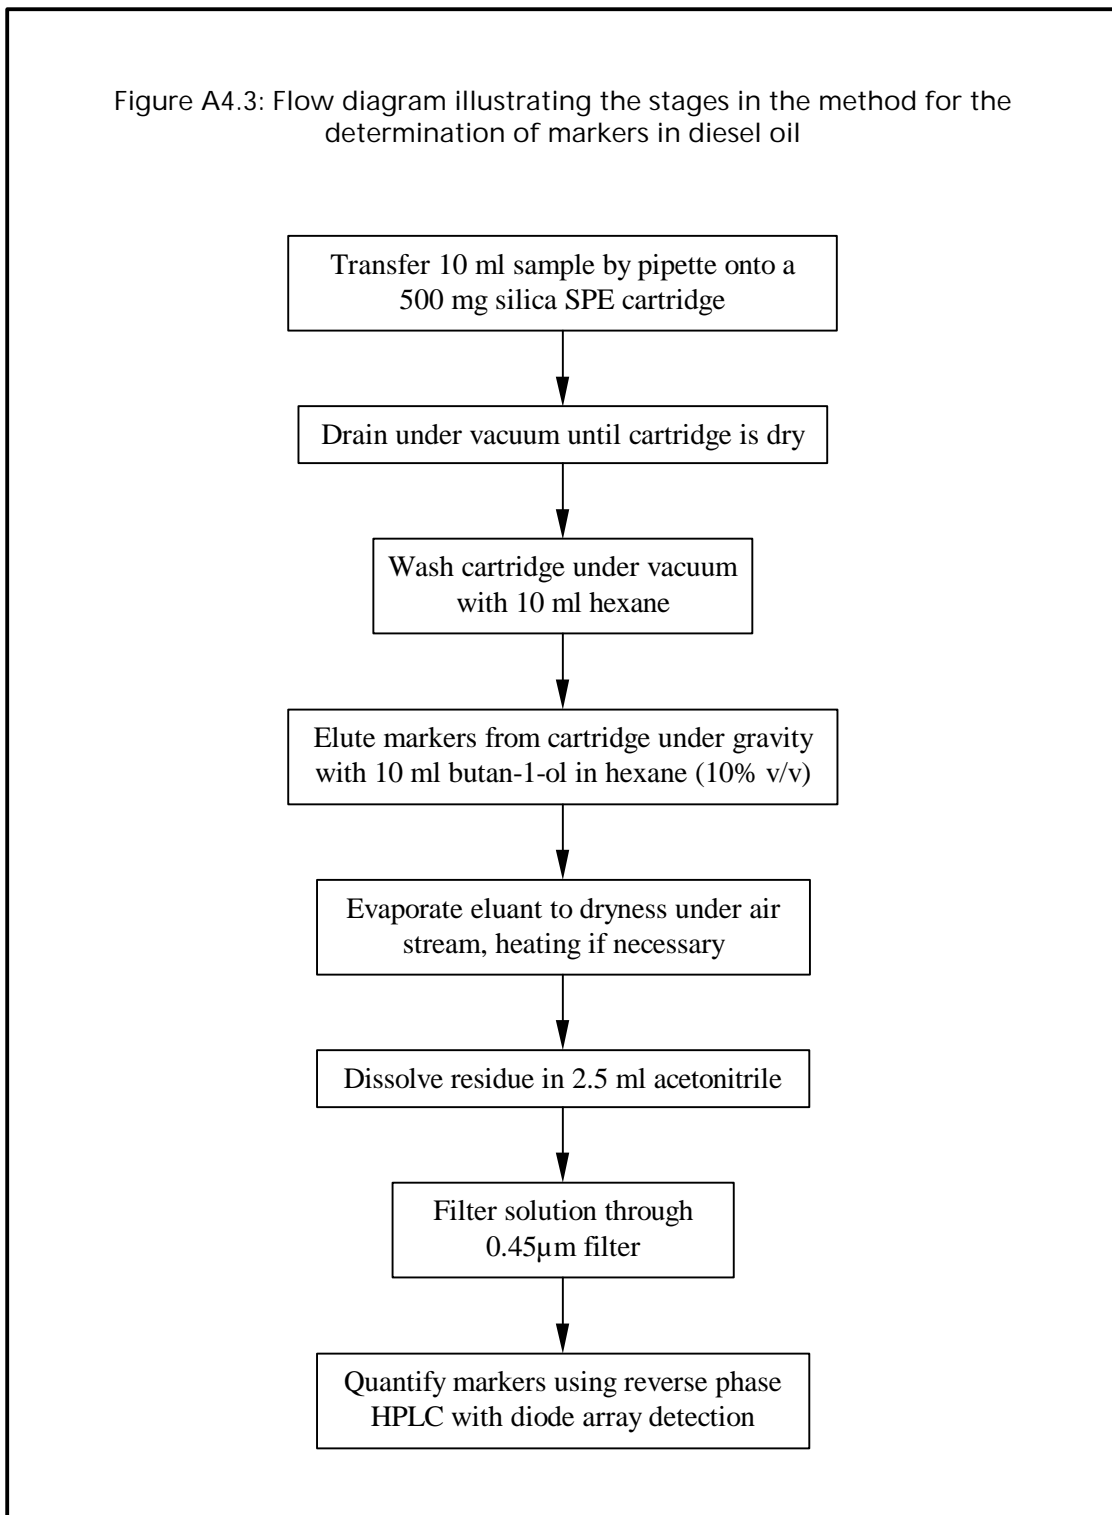 Figure A4.3: Flow diagram illustrating the stages in the method for the
determination of markers in diesel oil
Transfer 10 ml sample by pipette onto a
500 mg silica SPE cartridge
Drain under vacuum until cartridge is dry
Wash cartridge under vacuum
with 10 ml hexane
Elute markers from cartridge under gravity
with 10 ml butan-1-ol in hexane (10% v/v)
Evaporate eluant to dryness under air
stream, heating if necessary
Dissolve residue in 2.5 ml acetonitrile
Filter solution through
0.45µm filter
Quantify markers using reverse phase
HPLC with diode array detection